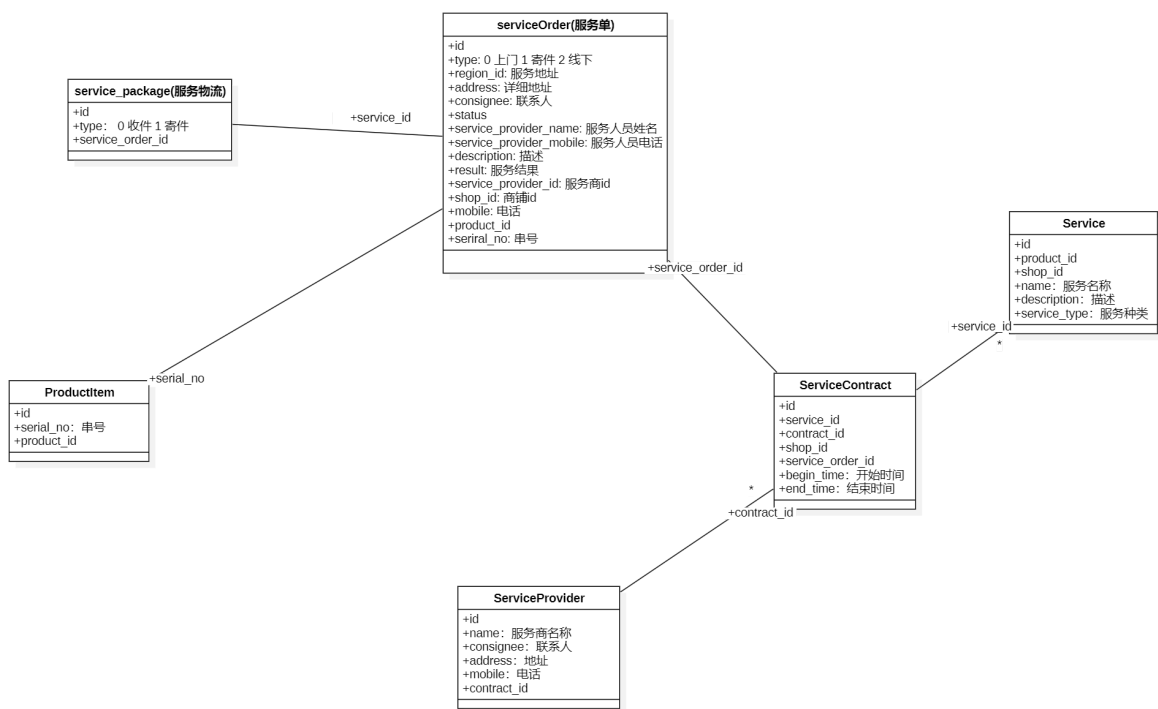 serviceOrder(服务单)
+id
+type: 0 上门 1 寄件 2 线下
+region_id: 服务地址
+address: 详细地址
+consignee: 联系人
+status
+service_provider_name: 服务人员姓名
+service_provider_mobile: 服务人员电话
+description: 描述
+result: 服务结果
+service_provider_id: 服务商id
+shop_id: 商铺id
+mobile: 电话
+product_id
+seriral_no: 串号
service_package(服务物流)
+id
+type： 0 收件 1 寄件
+service_order_id
+service_id
+service_order_id
Service
+id
+product_id
+shop_id
+name：服务名称
+description：描述
+service_type：服务种类
+service_id
*
+serial_no
ProductItem
+id
+serial_no：串号
+product_id
ServiceContract
+id
+service_id
+contract_id
+shop_id
+service_order_id
+begin_time：开始时间
+end_time：结束时间
*
+contract_id
ServiceProvider
+id
+name：服务商名称
+consignee：联系人
+address：地址
+mobile：电话
+contract_id